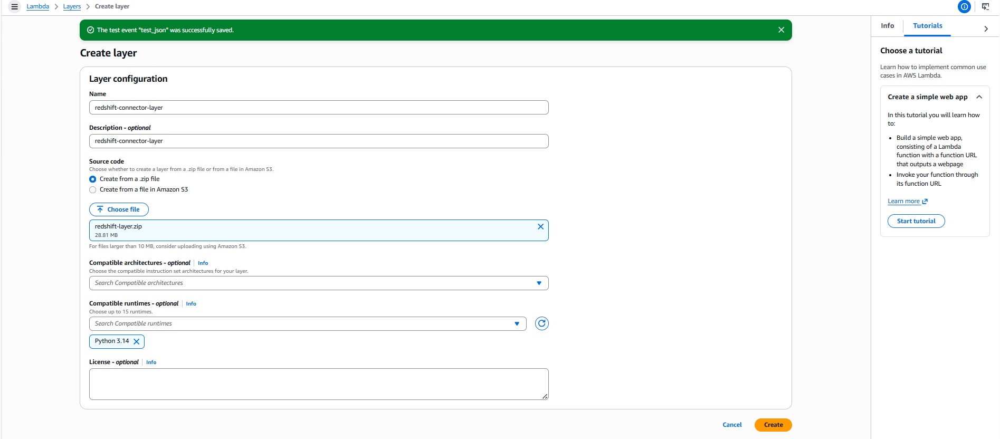 Lambda > Layers > Create layer
The test event "test_json" was successfully saved.
Create layer
Layer configuration
Name
redshift-connector-layer
Description - optional
redshift-connector-layer
Source code
Choose whether to create a layer from a .zip file or from a file in Amazon S3.
Create from a .zip file
Create from a file in Amazon S3
Choose file
redshift-layer.zip
28.81 MB
For files larger than 10 MB, consider uploading using Amazon S3.
Compatible architectures - optional | Info
Choose the compatible instruction set architectures for your layer.
Search Compatible architectures
Compatible runtimes - optional | Info
Choose up to 15 runtimes.
Search Compatible runtimes
Python 3.14
License - optional | Info
Cancel Create
Info Tutorials
Choose a tutorial
Learn how to implement common use
cases in AWS Lambda.
Create a simple web app
In this tutorial you will learn how
to:
• Build a simple web app,
consisting of a Lambda
function with a function URL
that outputs a webpage
• Invoke your function through
its function URL
Learn more
Start tutorial